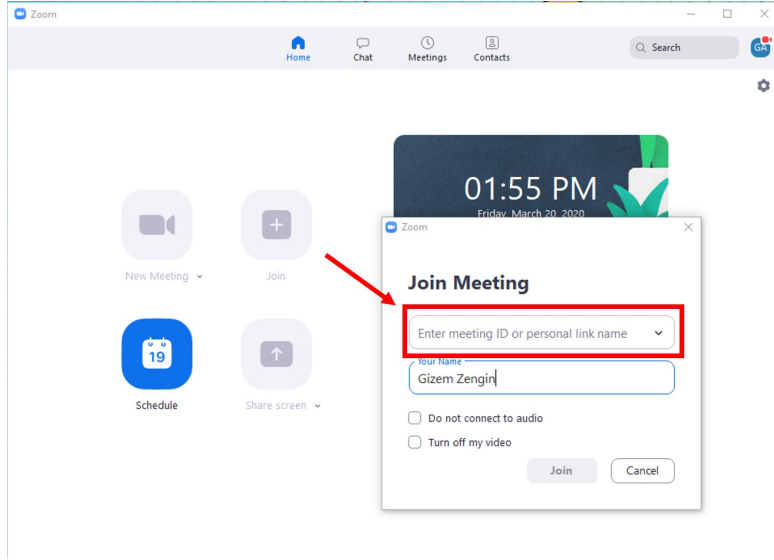 Zoom
Home
Chat
Meetings
Contacts
Search
GA
01:55 PM
Friday, March 20, 2020
New Meeting
Join
19
Schedule
Share screen
Zoom
Join Meeting
Enter meeting ID or personal link name
Your Name
Gizem Zengin
Do not connect to audio
Turn off my video
Join
Cancel